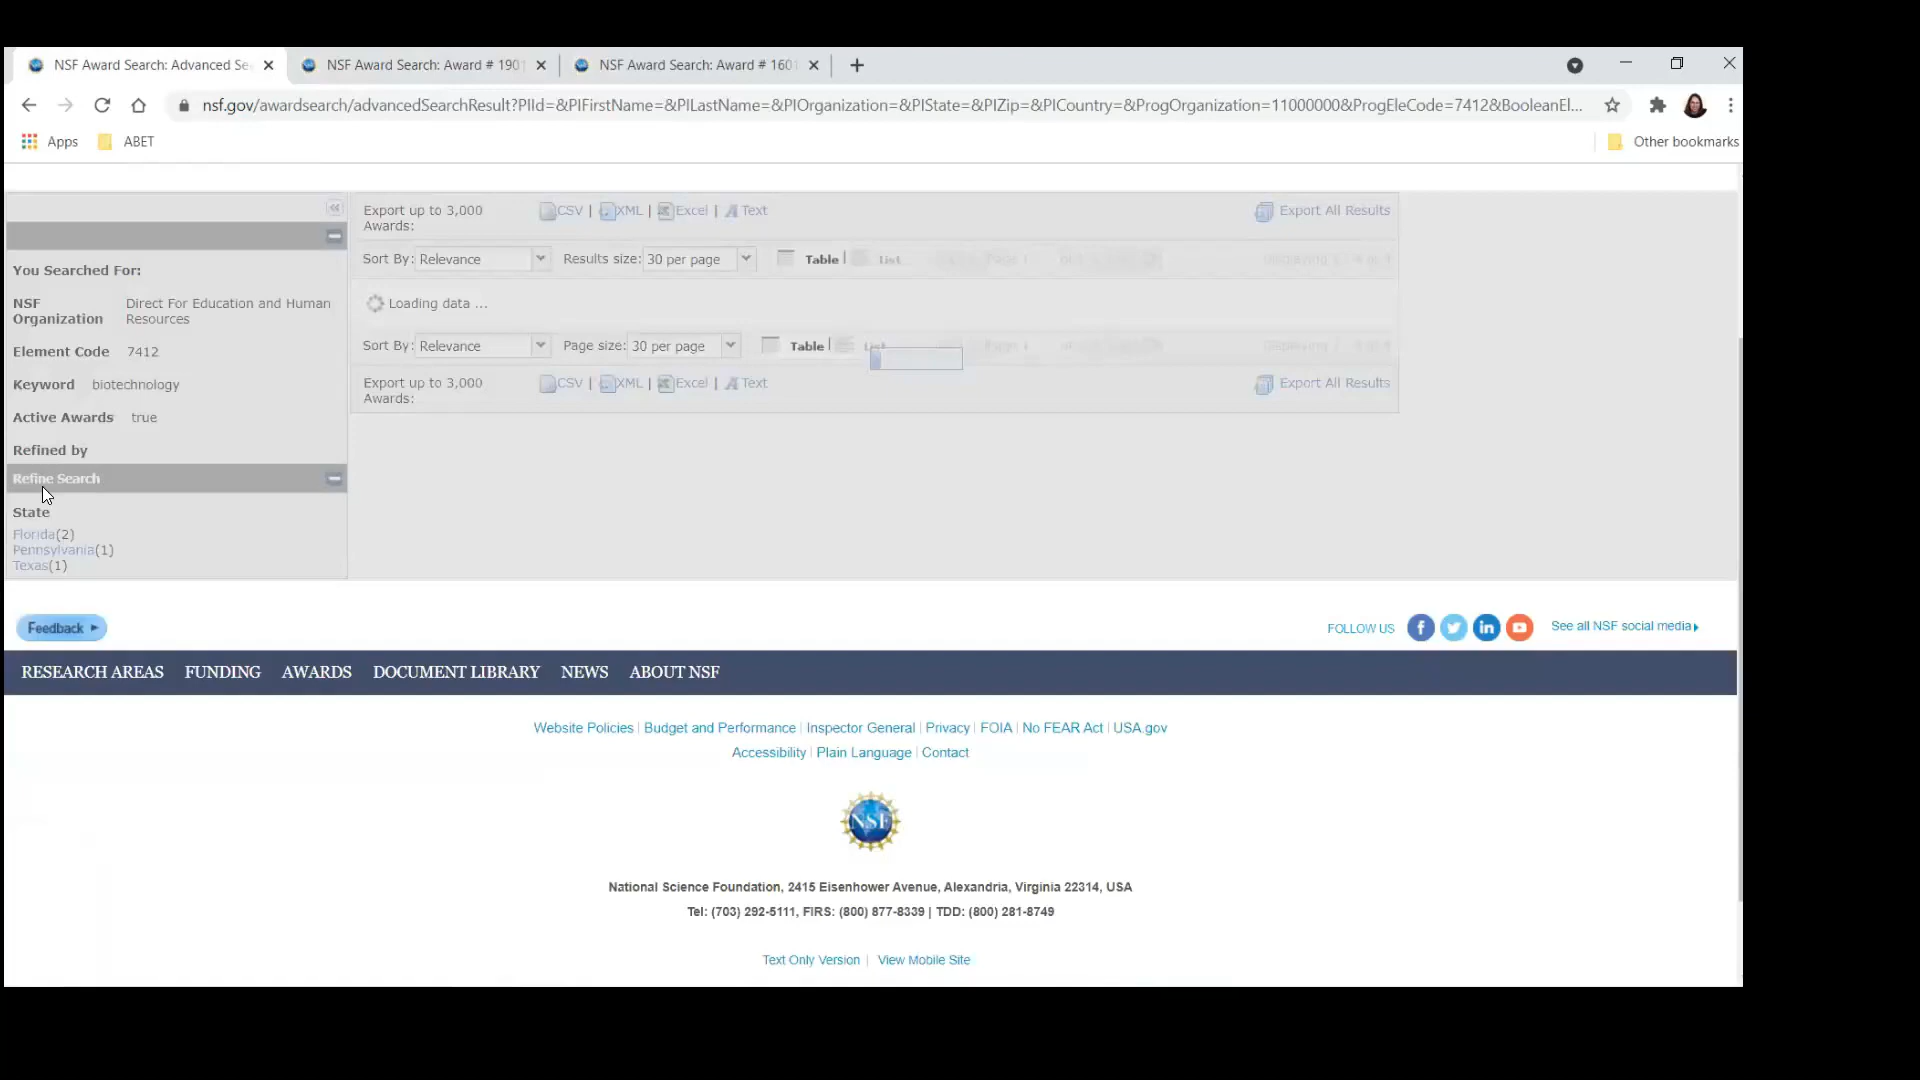 NSF Award Search: Advanced Se
NSF Award Search: Award # 1901
NSF Award Search: Award # 1601
nsf.gov/awardsearch/advancedSearchResult?PIId=&PIFirstName=&PILastName=&PIOrganization=&PIState=&PIZip=&PICountry=&ProgOrganization=11000000&ProgEleCode=7412&BooleanEl...
Apps
ABET
Other bookmarks
You Searched For:
NSF Organization Direct For Education and Human Resources
Element Code 7412
Keyword biotechnology
Active Awards true
Refined by
Refine Search
State
Florida(2)
Pennsylvania(1)
Texas(1)
Export up to 3,000 Awards: CSV | XML | Excel | Text Export All Results
Sort By: Relevance Results size: 30 per page Table | List
Loading data ...
Sort By: Relevance Page size: 30 per page Table | List
Export up to 3,000 Awards: CSV | XML | Excel | Text Export All Results
Feedback
FOLLOW US
See all NSF social media
RESEARCH AREAS FUNDING AWARDS DOCUMENT LIBRARY NEWS ABOUT NSF
Website Policies | Budget and Performance | Inspector General | Privacy | FOIA | No FEAR Act | USA.gov
Accessibility | Plain Language | Contact
NSF
National Science Foundation, 2415 Eisenhower Avenue, Alexandria, Virginia 22314, USA
Tel: (703) 292-5111, FIRS: (800) 877-8339 | TDD: (800) 281-8749
Text Only Version | View Mobile Site